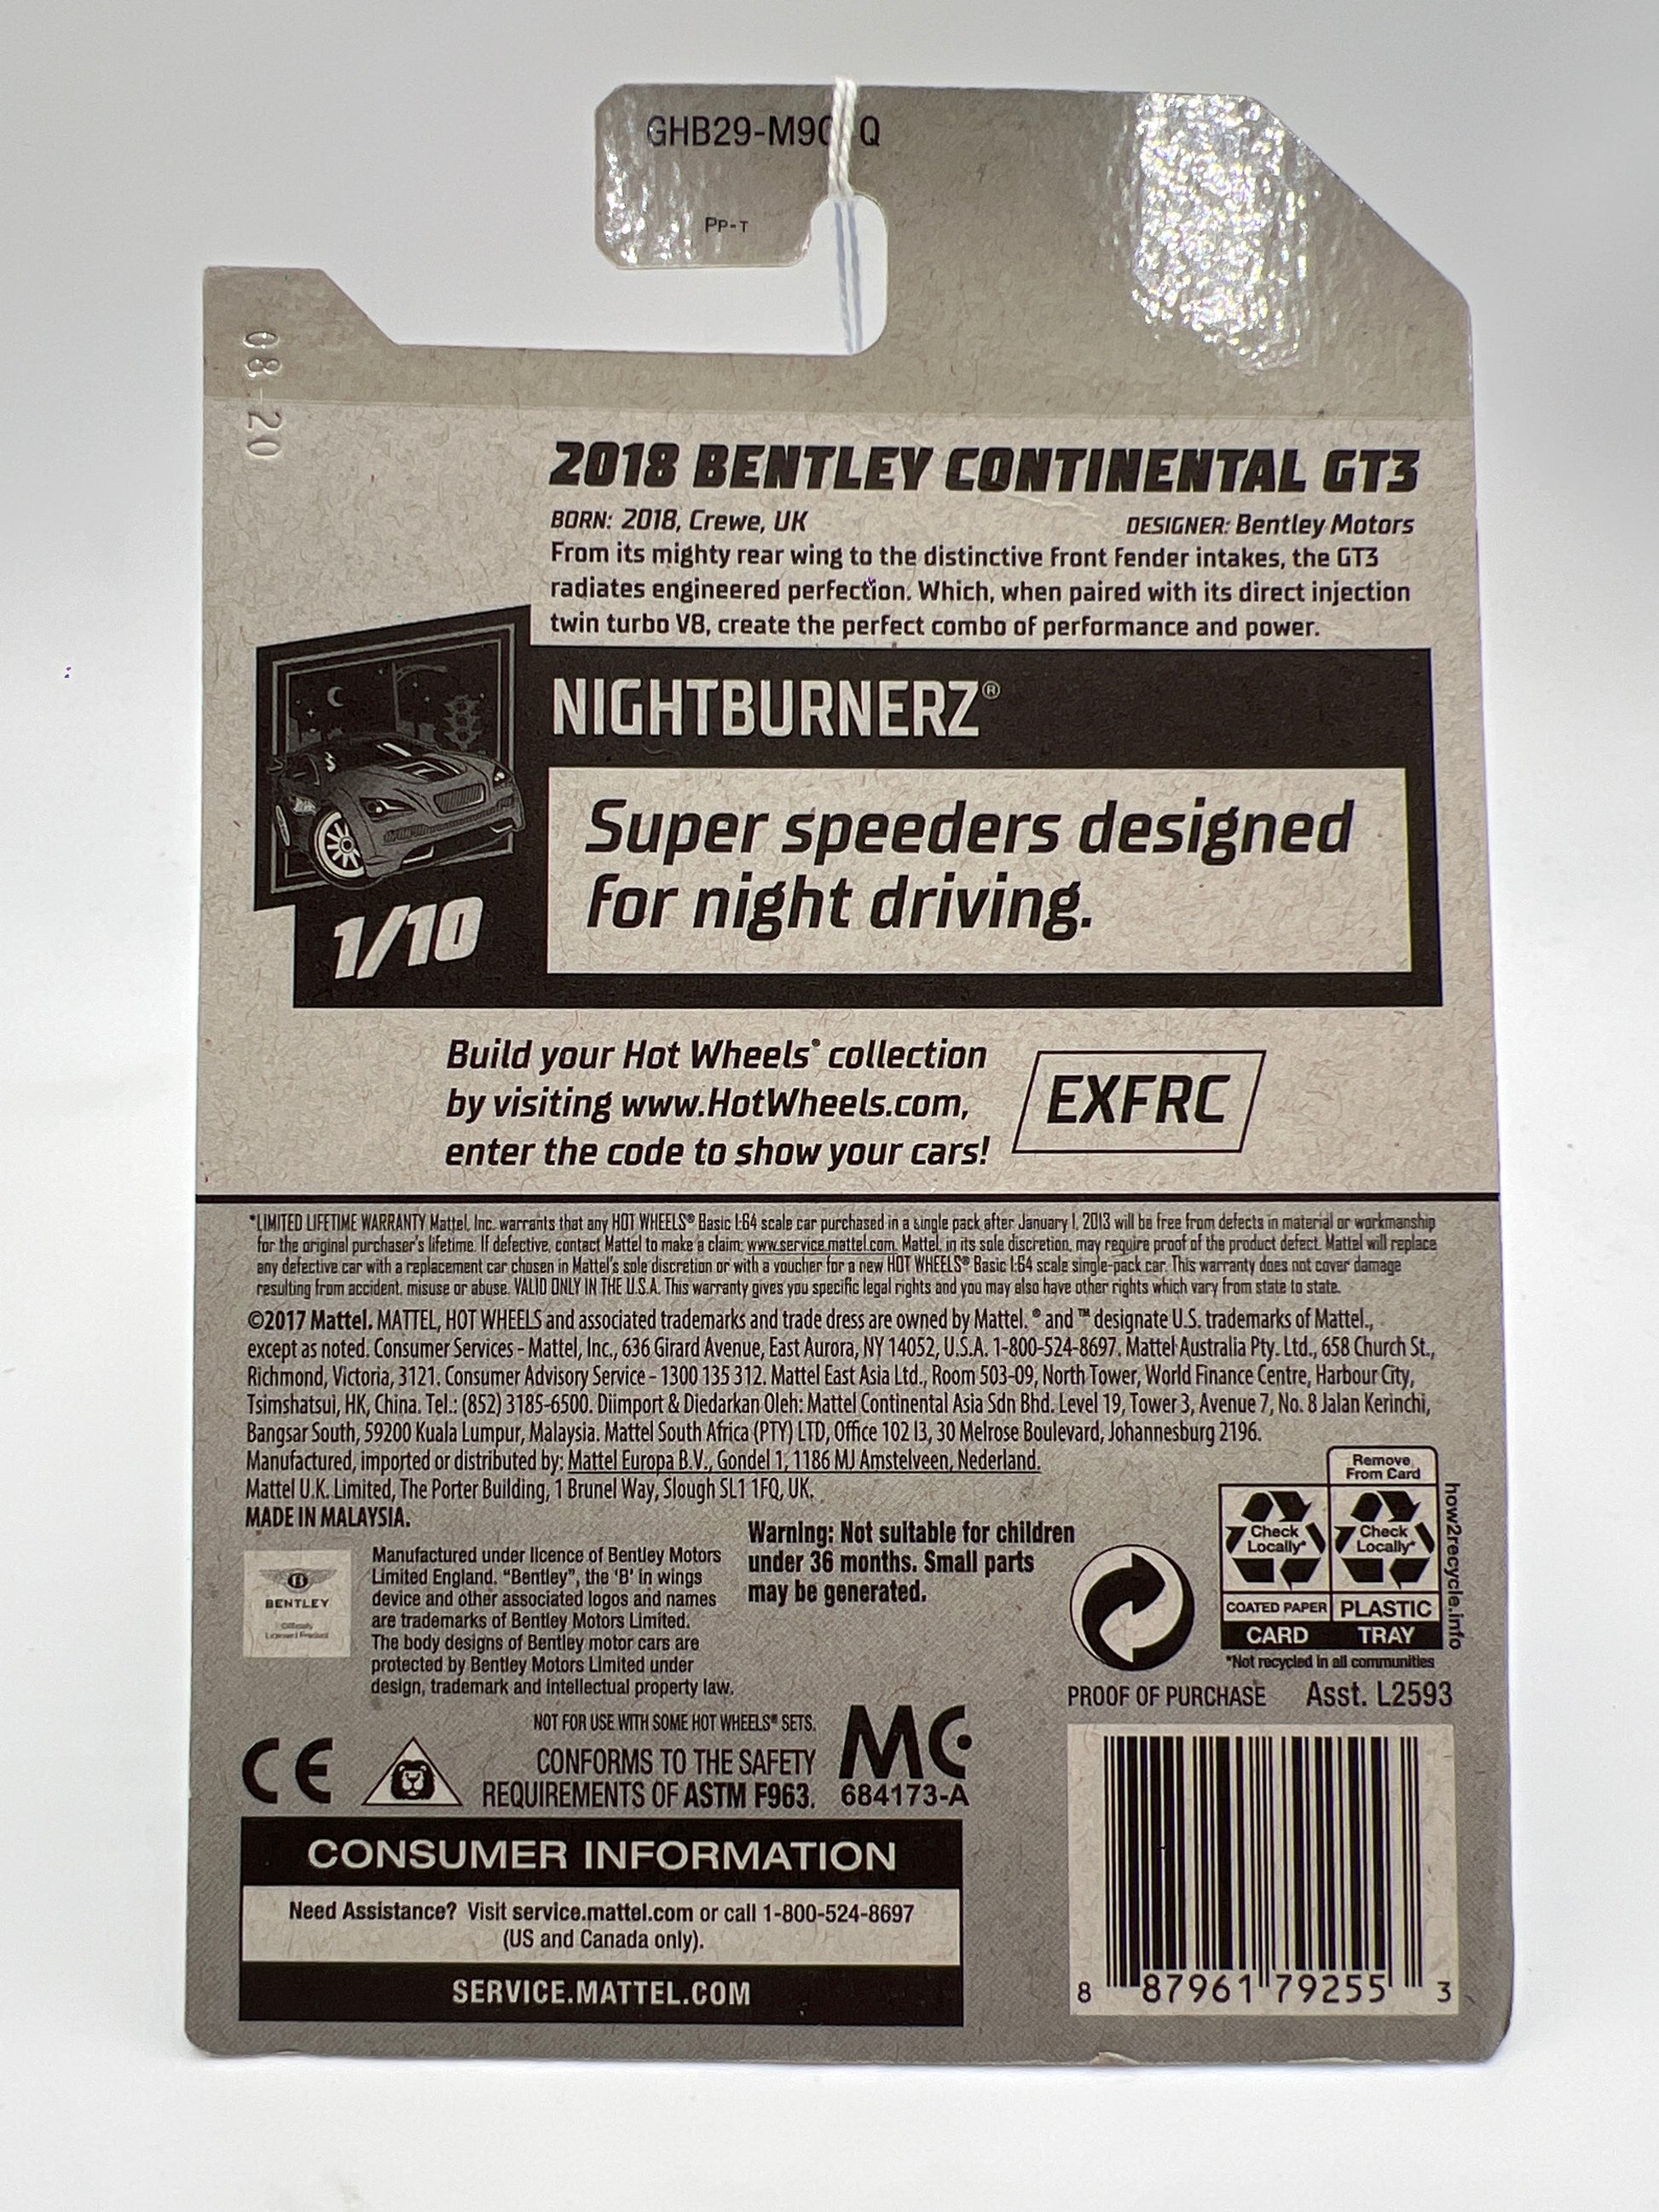 GHB29-M9 Q
PP-T
08-20
2018 BENTLEY CONTINENTAL GT3
BORN: 2018, Crewe, UK DESIGNER: Bentley Motors
From its mighty rear wing to the distinctive front fender intakes, the GT3
radiates engineered perfection. Which, when paired with its direct injection
twin turbo V8, create the perfect combo of performance and power.
NIGHTBURNERZ®
Super speeders designed
for night driving.
1/10
Build your Hot Wheels® collection
by visiting www.HotWheels.com,
enter the code to show your cars!
EXFRC
*LIMITED LIFETIME WARRANTY Mattel, Inc. warrants that any HOT WHEELS® Basic 1:64 scale car purchased in a single pack after January 1, 2013 will be free from defects in material or workmanship
for the original purchaser's lifetime. If defective, contact Mattel to make a claim; www.service.mattel.com. Mattel, in its sole discretion, may require proof of the product defect. Mattel will replace
any defective car with a replacement car chosen in Mattel's sole discretion or with a voucher for a new HOT WHEELS® Basic 1:64 scale single-pack car. This warranty does not cover damage
resulting from accident, misuse or abuse. VALID ONLY IN THE U.S.A. This warranty gives you specific legal rights and you may also have other rights which vary from state to state.
©2017 Mattel. MATTEL, HOT WHEELS and associated trademarks and trade dress are owned by Mattel. ® and ™ designate U.S. trademarks of Mattel.,
except as noted. Consumer Services - Mattel, Inc., 636 Girard Avenue, East Aurora, NY 14052, U.S.A. 1-800-524-8697. Mattel Australia Pty. Ltd., 658 Church St.,
Richmond, Victoria, 3121. Consumer Advisory Service - 1300 135 312. Mattel East Asia Ltd., Room 503-09, North Tower, World Finance Centre, Harbour City,
Tsimshatsui, HK, China. Tel.: (852) 3185-6500. Diimport & Diedarkan Oleh: Mattel Continental Asia Sdn Bhd. Level 19, Tower 3, Avenue 7, No. 8 Jalan Kerinchi,
Bangsar South, 59200 Kuala Lumpur, Malaysia. Mattel South Africa (PTY) LTD, Office 102 I3, 30 Melrose Boulevard, Johannesburg 2196.
Manufactured, imported or distributed by: Mattel Europa B.V., Gondel 1, 1186 MJ Amstelveen, Nederland.
Mattel U.K. Limited, The Porter Building, 1 Brunel Way, Slough SL1 1FQ, UK.
MADE IN MALAYSIA.
BENTLEY
Officially
Licensed Product
Manufactured under licence of Bentley Motors
Limited England. “Bentley”, the ‘B’ in wings
device and other associated logos and names
are trademarks of Bentley Motors Limited.
The body designs of Bentley motor cars are
protected by Bentley Motors Limited under
design, trademark and intellectual property law.
Warning: Not suitable for children
under 36 months. Small parts
may be generated.
Remove
From Card
Check
Locally*
Check
Locally*
COATED PAPER
PLASTIC
CARD
TRAY
how2recycle.info
*Not recycled in all communities
PROOF OF PURCHASE Asst. L2593
NOT FOR USE WITH SOME HOT WHEELS® SETS.
CE
CONFORMS TO THE SAFETY
REQUIREMENTS OF ASTM F963.
MC
684173-A
CONSUMER INFORMATION
Need Assistance? Visit service.mattel.com or call 1-800-524-8697
(US and Canada only).
SERVICE.MATTEL.COM
8 87961 79255 3